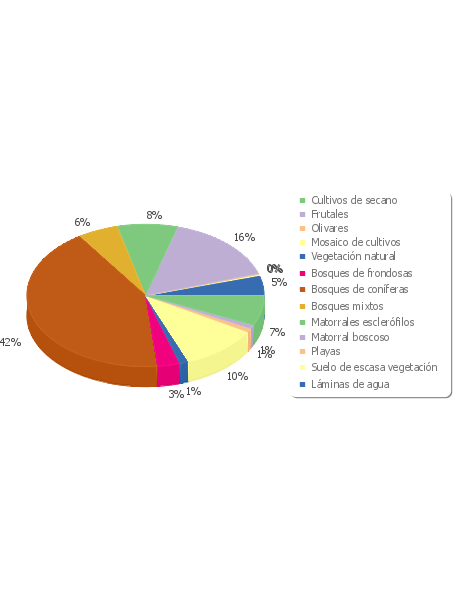 8%
6%
16%
0%
0%
5%
42%
7%
1%
1%
10%
3%
1%
Cultivos de secano
Frutales
Olivares
Mosaico de cultivos
Vegetación natural
Bosques de frondosas
Bosques de coníferas
Bosques mixtos
Matorrales esclerófilos
Matorral boscoso
Playas
Suelo de escasa vegetación
Láminas de agua